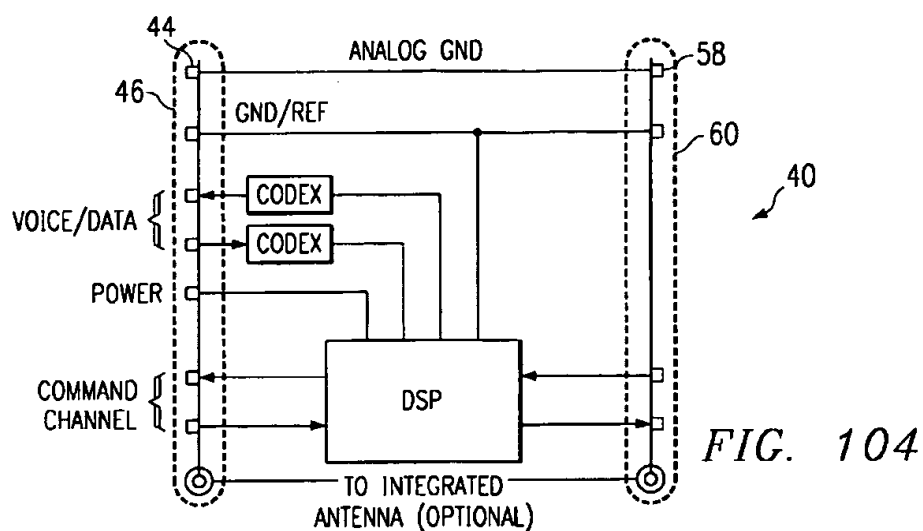 44
ANALOG GND
58
46
GND/REF
60
CODEX
40
VOICE/DATA
CODEX
POWER
COMMAND
CHANNEL
DSP
FIG. 104
TO INTEGRATED
ANTENNA (OPTIONAL)